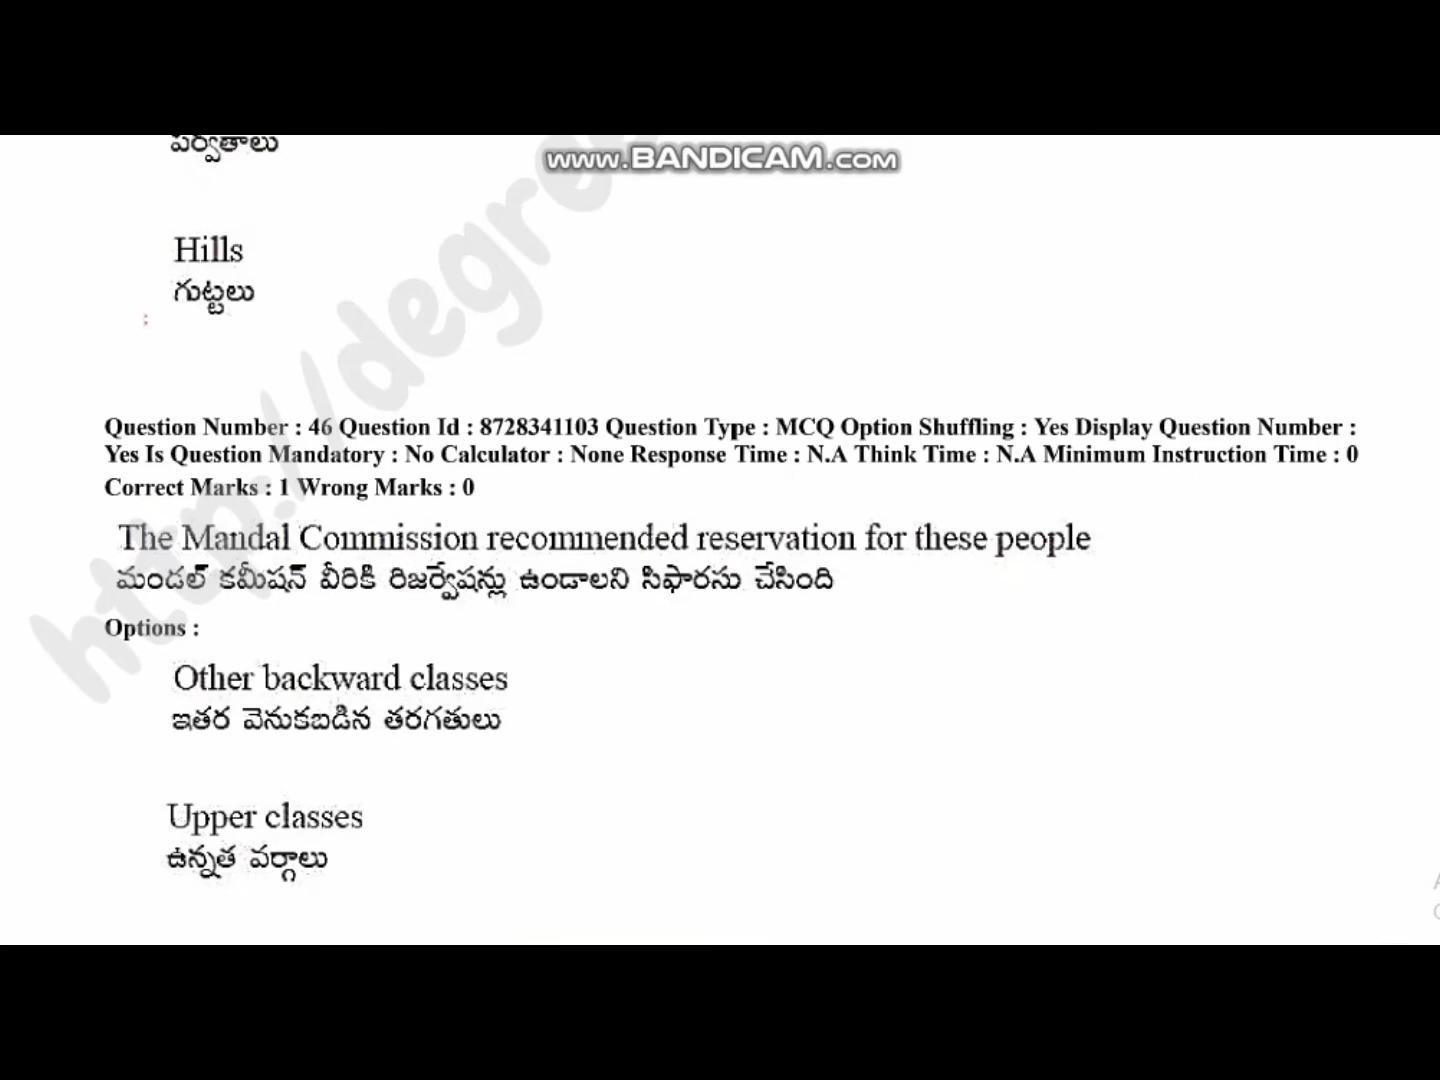 పర్వతాలు
www.BANDICAM.com
Hills
గుట్టలు
Question Number : 46 Question Id : 8728341103 Question Type : MCQ Option Shuffling : Yes Display Question Number :
Yes Is Question Mandatory : No Calculator : None Response Time : N.A Think Time : N.A Minimum Instruction Time : 0
Correct Marks : 1 Wrong Marks : 0
The Mandal Commission recommended reservation for these people
మండల్ కమీషన్ వీరికి రిజర్వేషన్లు ఉండాలని సిఫారసు చేసింది
Options :
Other backward classes
ఇతర వెనుకబడిన తరగతులు
Upper classes
ఉన్నత వర్గాలు
http://degree